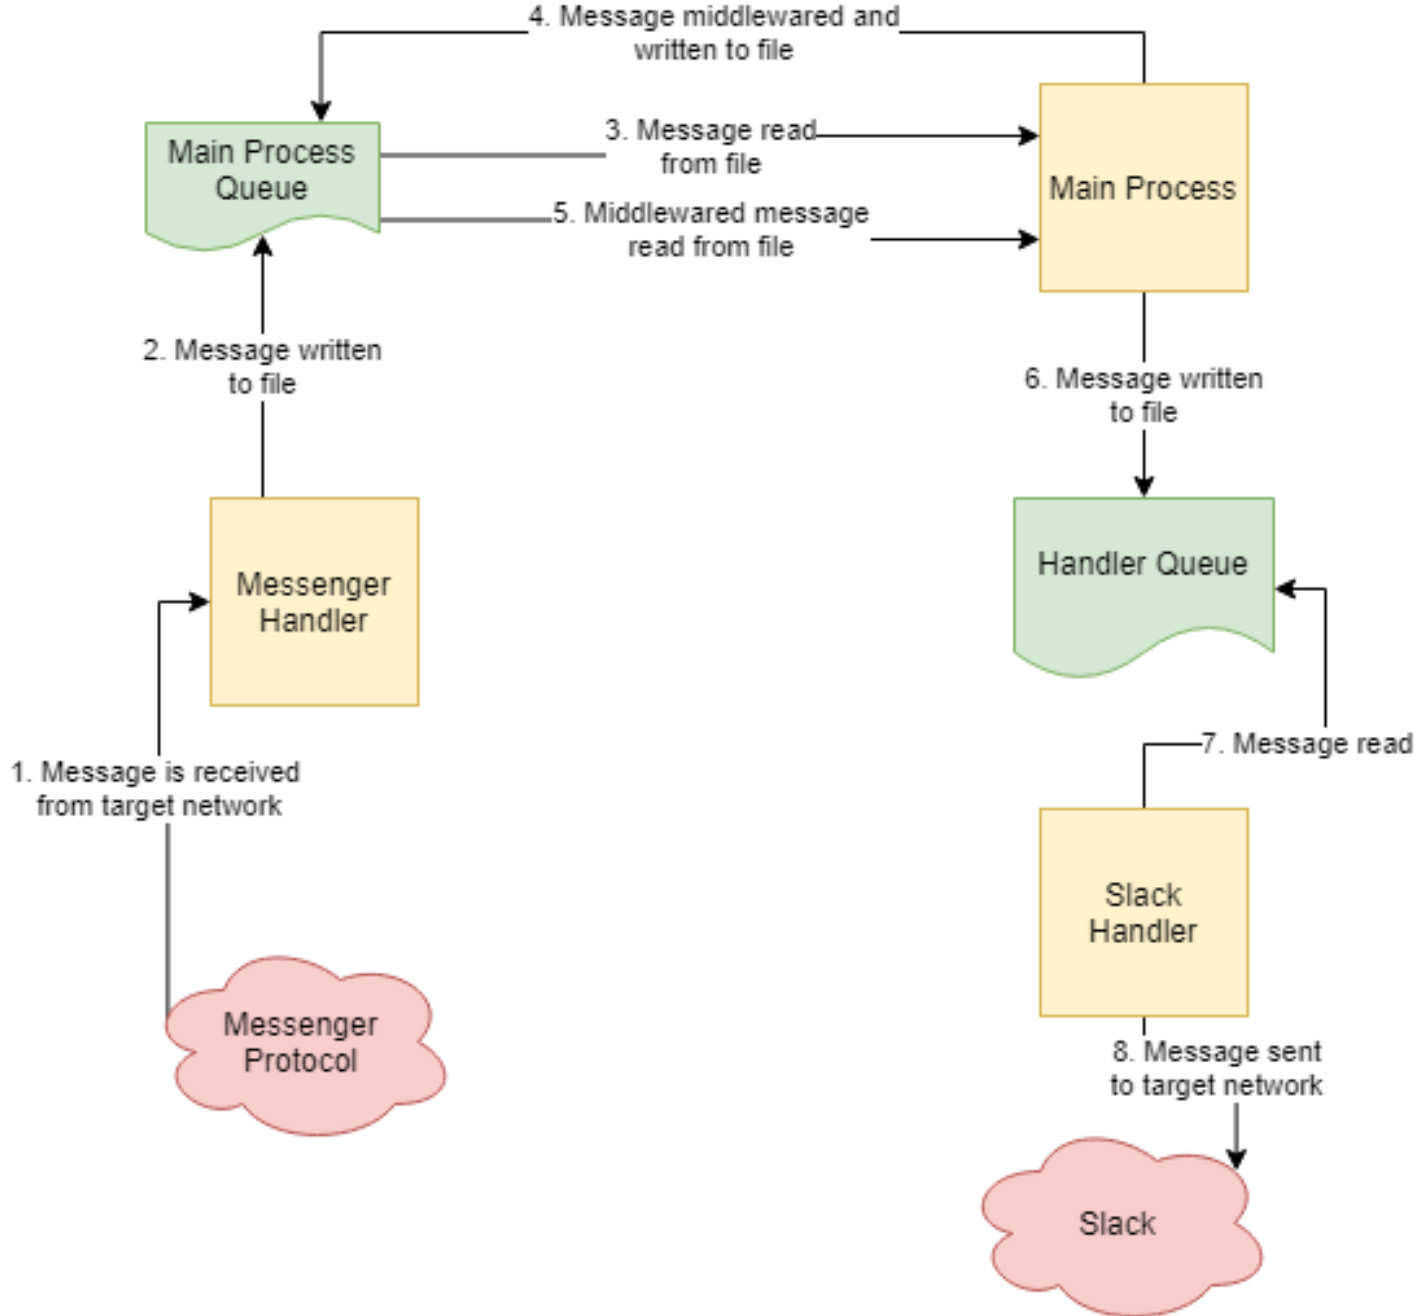 4. Message middlewared and
written to file
Main Process
Queue
3. Message read
from file
5. Middlewared message
read from file
Main Process
2. Message written
to file
6. Message written
to file
Messenger
Handler
Handler Queue
1. Message is received
from target network
7. Message read
Slack
Handler
Messenger
Protocol
8. Message sent
to target network
Slack